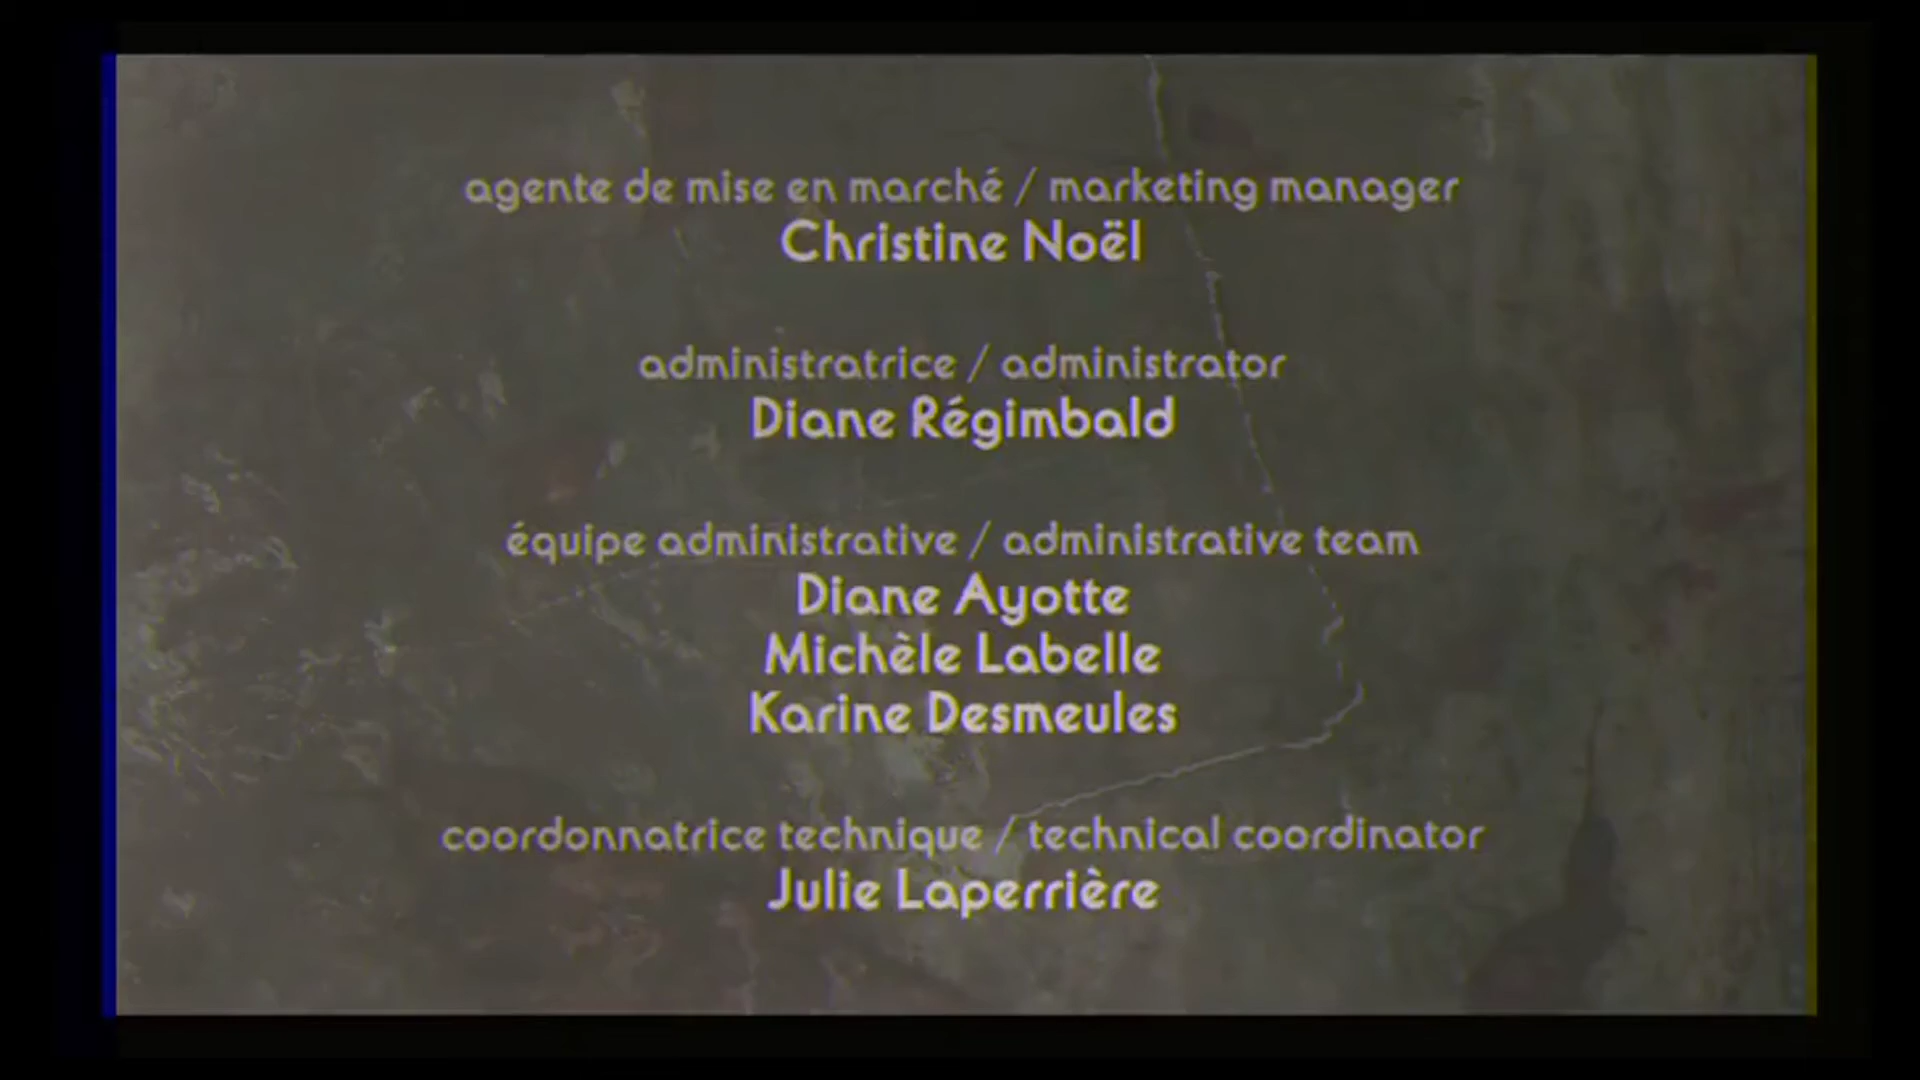 agente de mise en marché / marketing manager
Christine Noël
administratrice / administrator
Diane Régimbald
équipe administrative / administrative team
Diane Ayotte
Michèle Labelle
Karine Desmeules
coordonnatrice technique / technical coordinator
Julie Laperrière